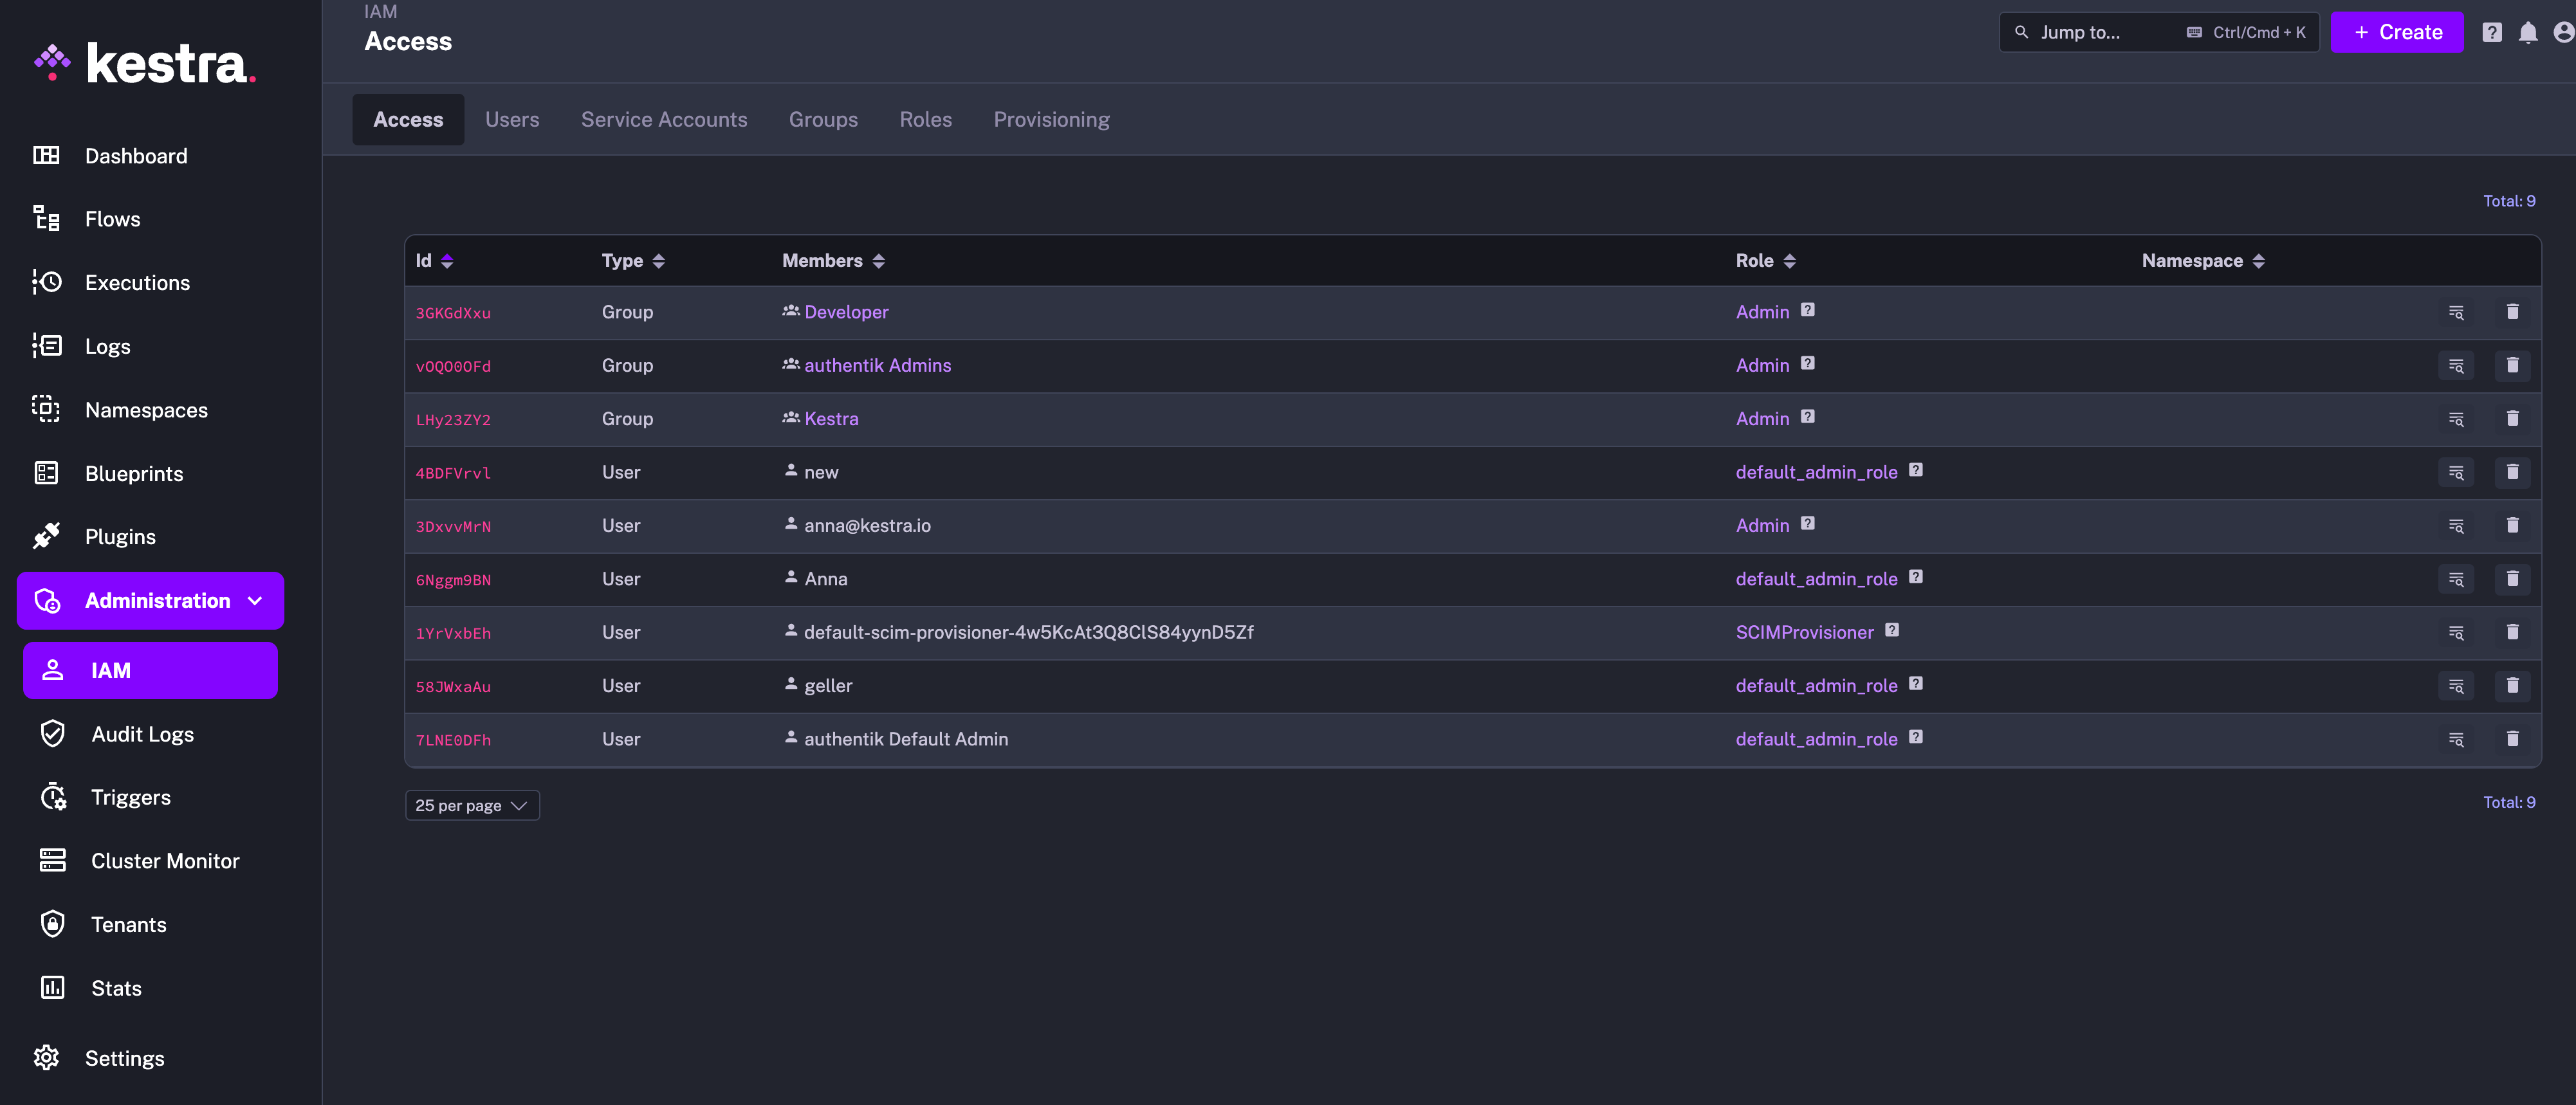 kestra.
Dashboard
Flows
Executions
Logs
Namespaces
Blueprints
Plugins
Administration
IAM
Audit Logs
Triggers
Cluster Monitor
Tenants
Stats
Settings
IAM
Access
Jump to... Ctrl/Cmd + K
+ Create
Access Users Service Accounts Groups Roles Provisioning
Total: 9
Id Type Members Role Namespace
3GKGdXxu Group Developer Admin
vOQO0OFd Group authentik Admins Admin
LHy23ZY2 Group Kestra Admin
4BDFVrvl User new default_admin_role
3DxvvMrN User anna@kestra.io Admin
6Nggm9BN User Anna default_admin_role
1YrVxbEh User default-scim-provisioner-4w5KcAt3Q8ClS84yynD5Zf SCIMProvisioner
58JWxaAu User geller default_admin_role
7LNE0DFh User authentik Default Admin default_admin_role
25 per page
Total: 9